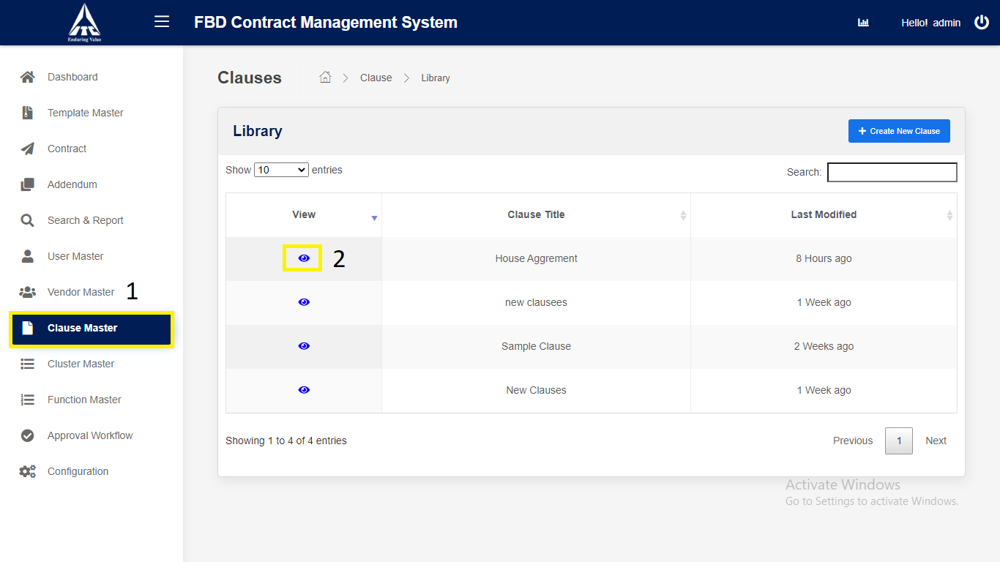 ITC
Enduring Value
FBD Contract Management System
Hello! admin
Dashboard
Template Master
Contract
Addendum
Search & Report
User Master
Vendor Master
1
Clause Master
Cluster Master
Function Master
Approval Workflow
Configuration
Clauses
Clause
Library
Library
+ Create New Clause
Show 10 entries
Search:
View Clause Title Last Modified
2 House Aggrement 8 Hours ago
new clausees 1 Week ago
Sample Clause 2 Weeks ago
New Clauses 1 Week ago
Showing 1 to 4 of 4 entries
Previous 1 Next
Activate Windows
Go to Settings to activate Windows.